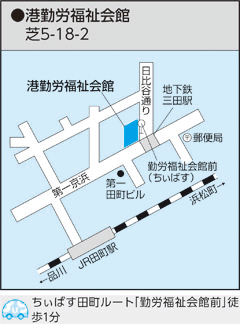 ●港勤労福祉会館
芝5-18-2
日比谷通り
港勤労福祉会館
地下鉄
三田駅
〒郵便局
勤労福祉会館前
（ちぃばす）
第一京浜
第一
田町ビル
浜松町→
JR田町駅
←品川
ちぃばす田町ルート｢勤労福祉会館前｣徒
歩1分